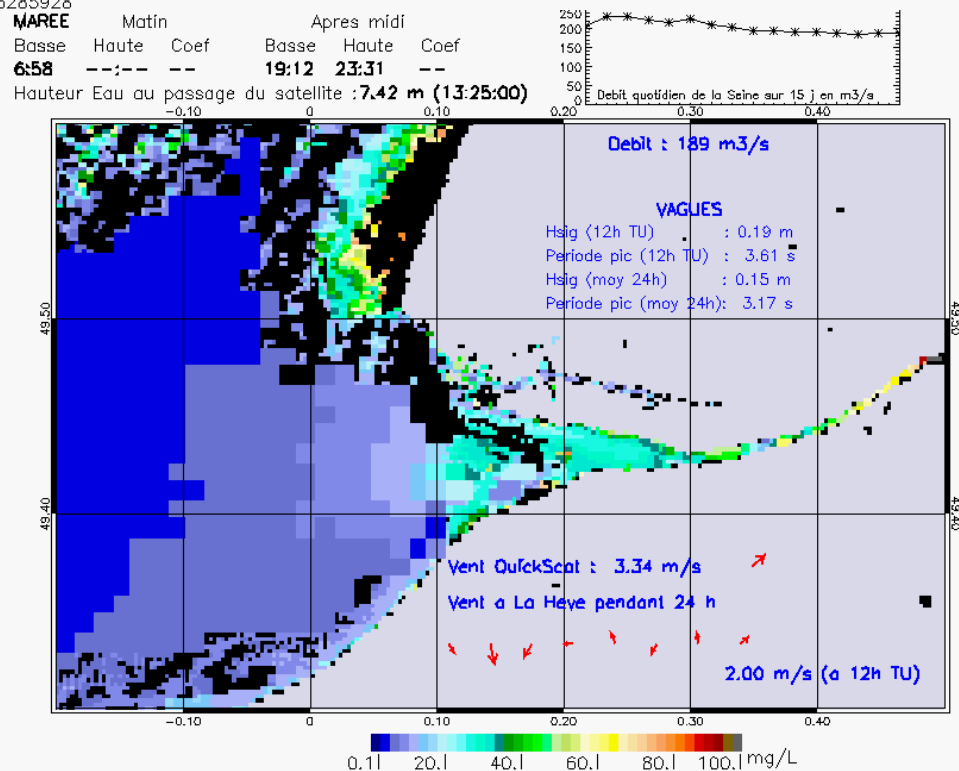 MAREE Matin Apres midi
Basse Haute Coef Basse Haute Coef
6:58 --:-- -- 19:12 23:31 --
Hauteur Eau au passage du satellite :7.42 m (13:25:00)
250
200
150
100
50
0
Debit quotidien de la Seine sur 15 j en m3/s
-0.10 0 0.10 0.20 0.30 0.40
Debit : 189 m3/s
VAGUES
Hsig (12h TU) : 0.19 m
Periode pic (12h TU) : 3.61 s
Hsig (moy 24h) : 0.15 m
Periode pic (moy 24h): 3.17 s
49.50 49.50
49.40 49.40
Vent QuickScat : 3.34 m/s
Vent a La Heve pendant 24 h
2.00 m/s (a 12h TU)
-0.10 0 0.10 0.20 0.30 0.40
0.1| 20.| 40.| 60.| 80.| 100.| mg/L